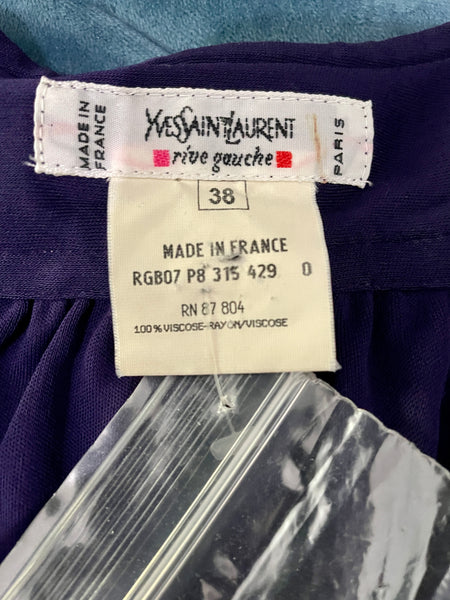 MADE IN
FRANCE
YVESSAINTLAURENT
rive gauche
PARIS
38
MADE IN FRANCE
RGB07 P8 315 429 0
RN 87 804
100% VISCOSE-RAYON/VISCOSE